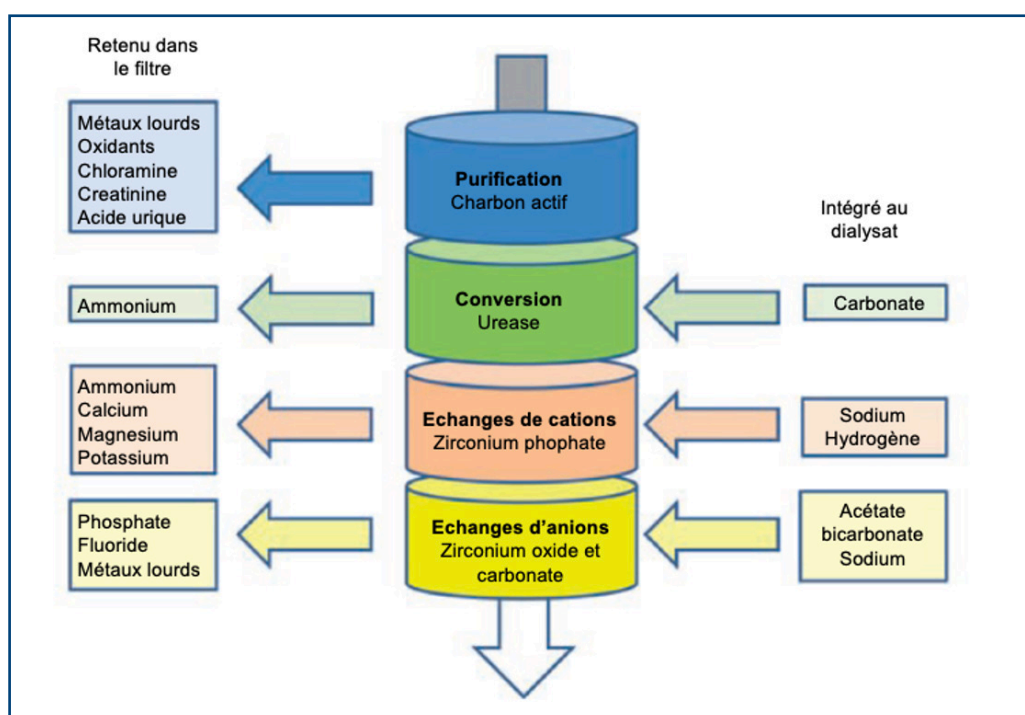 Retenu dans
le filtre
Métaux lourds
Oxidants
Chloramine
Creatinine
Acide urique
Purification
Charbon actif
Intégré au
dialysat
Ammonium
Conversion
Urease
Carbonate
Ammonium
Calcium
Magnesium
Potassium
Echanges de cations
Zirconium phophate
Sodium
Hydrogène
Phosphate
Fluoride
Métaux lourds
Echanges d'anions
Zirconium oxide et
carbonate
Acétate
bicarbonate
Sodium